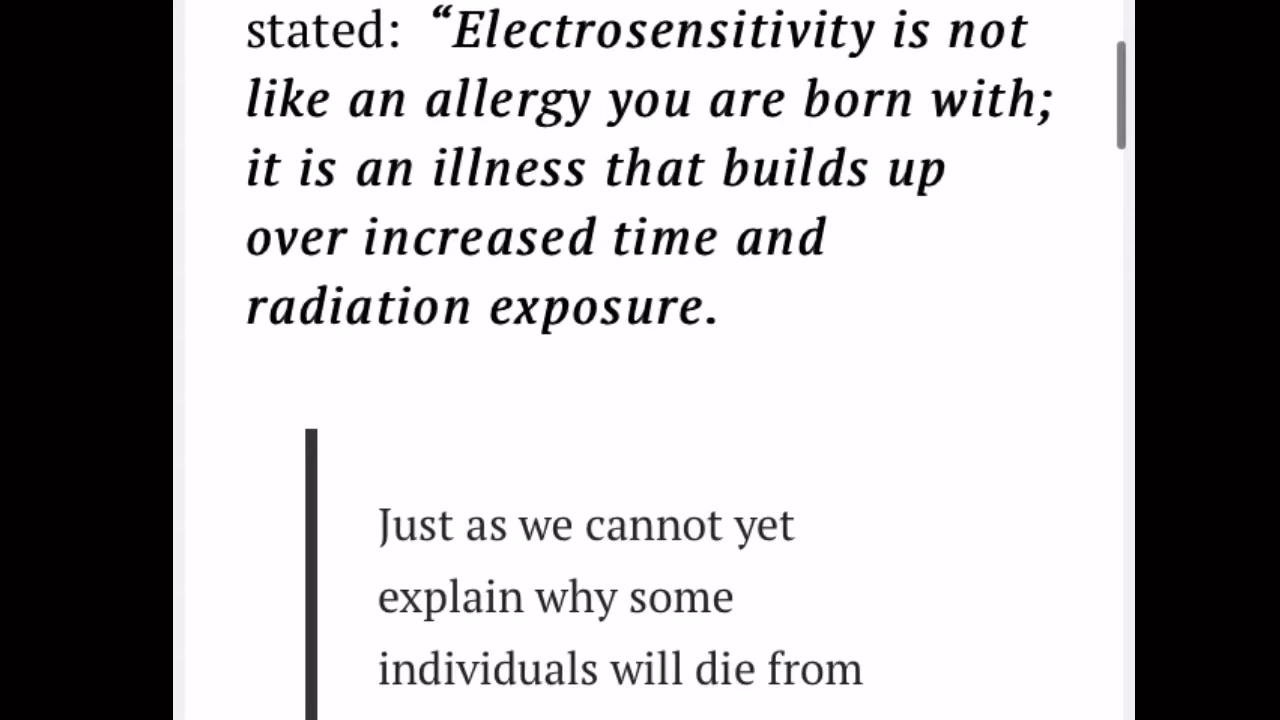 stated: “Electrosensitivity is not
like an allergy you are born with;
it is an illness that builds up
over increased time and
radiation exposure.
Just as we cannot yet
explain why some
individuals will die from